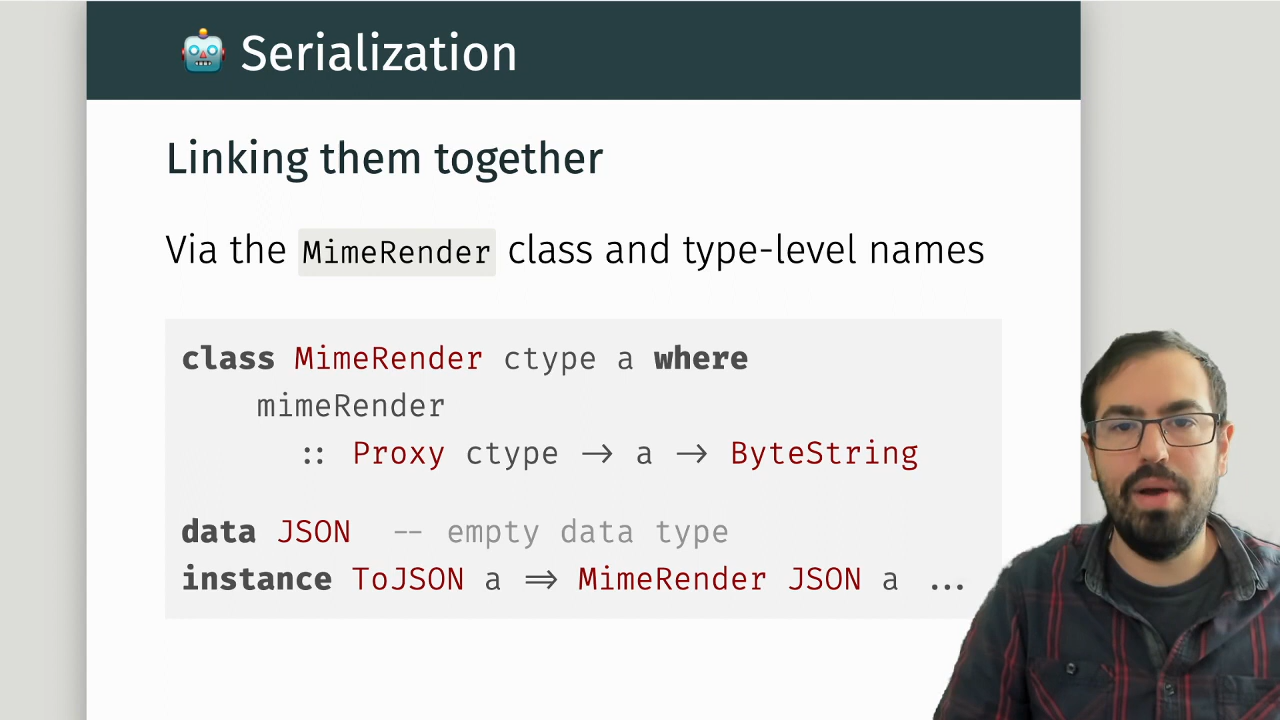 🤖 Serialization
Linking them together
Via the MimeRender class and type-level names
class MimeRender ctype a where
mimeRender
:: Proxy ctype → a → ByteString
data JSON -- empty data type
instance ToJSON a ⇒ MimeRender JSON a ...